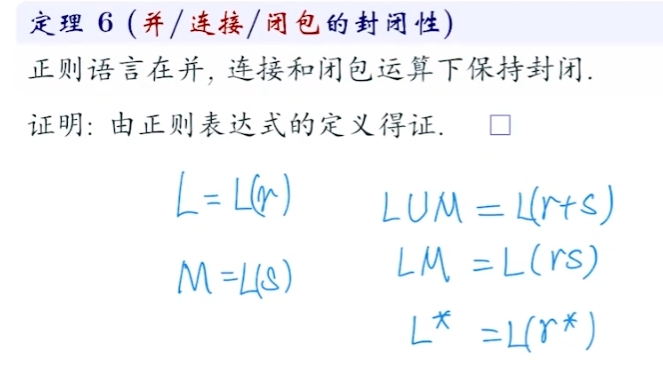 定理 6 (并/连接/闭包的封闭性)
正则语言在并, 连接和闭包运算下保持封闭.
证明: 由正则表达式的定义得证. □
L = L(r)
L∪M = L(r+s)
M = L(s)
LM = L(rs)
L* = L(r*)